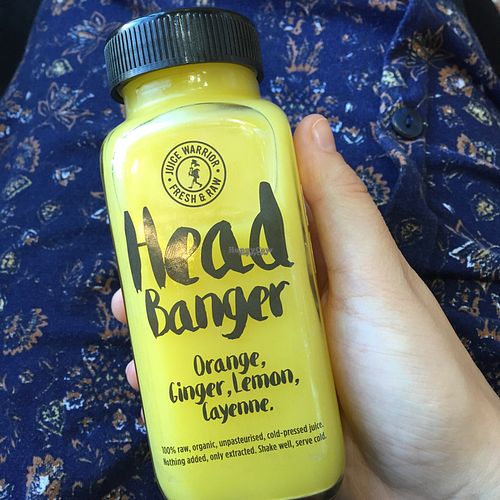 JUICE WARRIOR
FRESH & RAW
Head
Banger
Orange,
Ginger, Lemon,
Cayenne.
100% raw, organic, unpasteurised, cold-pressed juice.
Nothing added, only extracted. Shake well, serve cold.
HappyCow